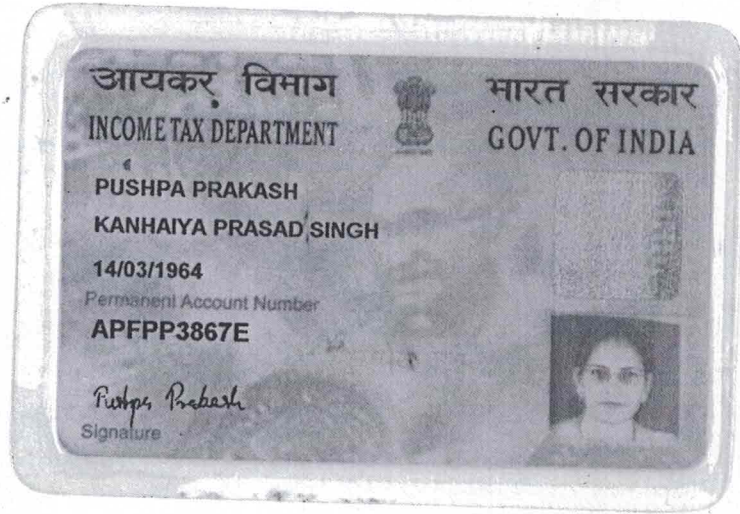 आयकर विभाग
भारत सरकार
INCOME TAX DEPARTMENT
GOVT. OF INDIA
PUSHPA PRAKASH
KANHAIYA PRASAD SINGH
14/03/1964
Permanent Account Number
APFPP3867E
Pushpa Prakash
Signature